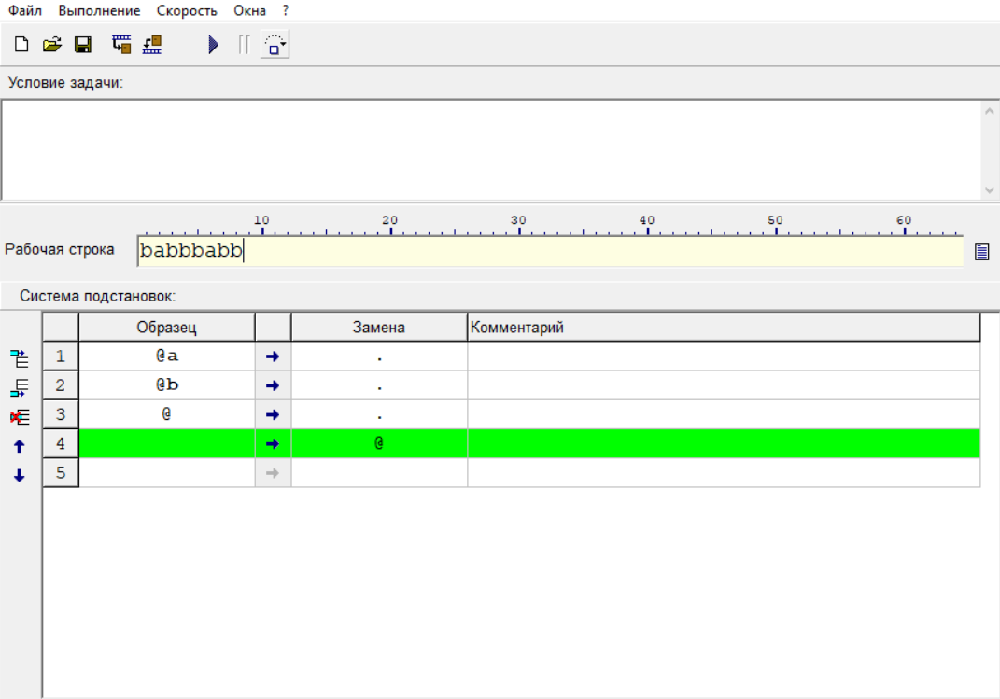 Файл Выполнение Скорость Окна ?
Условие задачи:
10 20 30 40 50 60
Рабочая строка babbbabb
Система подстановок:
Образец Замена Комментарий
1 @a → .
2 @b → .
3 @ → .
4 → @
5 →